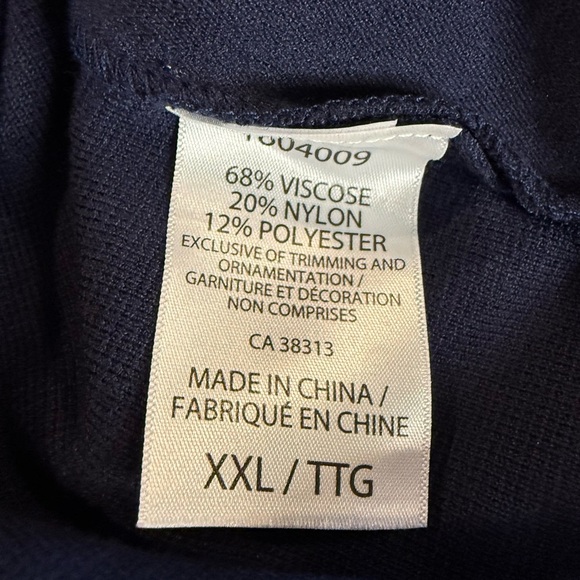 1604009
68% VISCOSE
20% NYLON
12% POLYESTER
EXCLUSIVE OF TRIMMING AND
ORNAMENTATION /
GARNITURE ET DÉCORATION
NON COMPRISES
CA 38313
MADE IN CHINA /
FABRIQUÉ EN CHINE
XXL / TTG